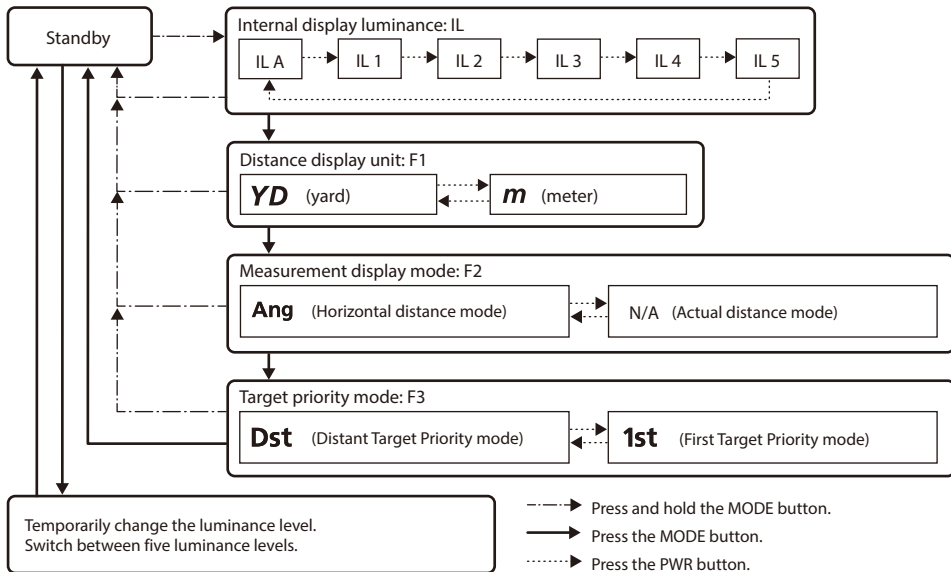 Standby
Internal display luminance: IL
IL A
IL 1
IL 2
IL 3
IL 4
IL 5
Distance display unit: F1
YD (yard)
m (meter)
Measurement display mode: F2
Ang (Horizontal distance mode)
N/A (Actual distance mode)
Target priority mode: F3
Dst (Distant Target Priority mode)
1st (First Target Priority mode)
Temporarily change the luminance level.
Switch between five luminance levels.
Press and hold the MODE button.
Press the MODE button.
Press the PWR button.